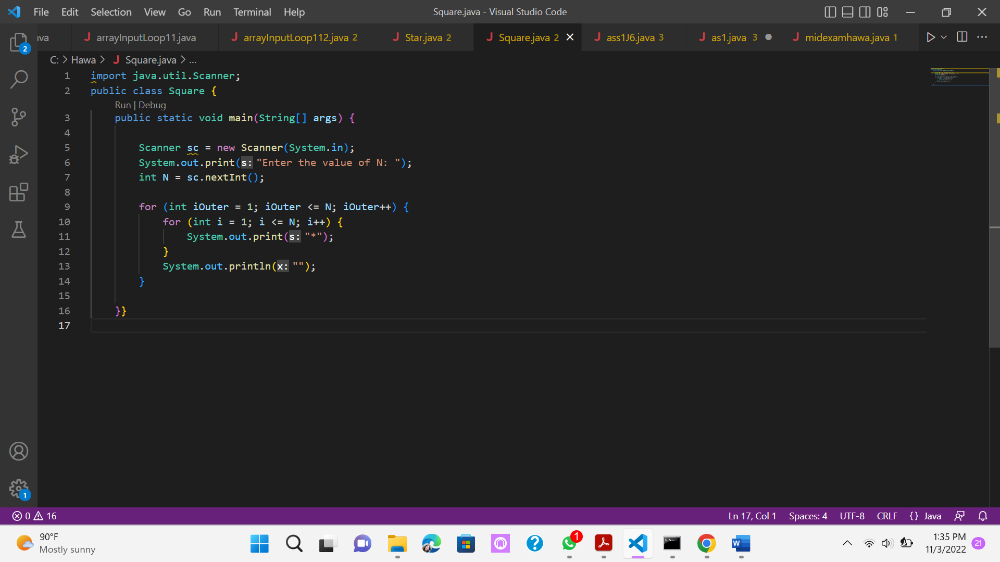 File Edit Selection View Go Run Terminal Help Square.java - Visual Studio Code
va arrayInputLoop11.java arrayInputLoop112.java 2 Star.java 2 Square.java 2 ass1J6.java 3 as1.java 3 midexamhawa.java 1
2
C: > Hawa > Square.java > ...
1 import java.util.Scanner;
2 public class Square {
Run | Debug
3 public static void main(String[] args) {
4
5 Scanner sc = new Scanner(System.in);
6 System.out.print(s: "Enter the value of N: ");
7 int N = sc.nextInt();
8
9 for (int iOuter = 1; iOuter <= N; iOuter++) {
10 for (int i = 1; i <= N; i++) {
11 System.out.print(s: "*");
12 }
13 System.out.println(x: "");
14 }
15
16 }}
17
1
0 16 Ln 17, Col 1 Spaces: 4 UTF-8 CRLF {} Java
90°F
Mostly sunny
1
1:35 PM
11/3/2022
21